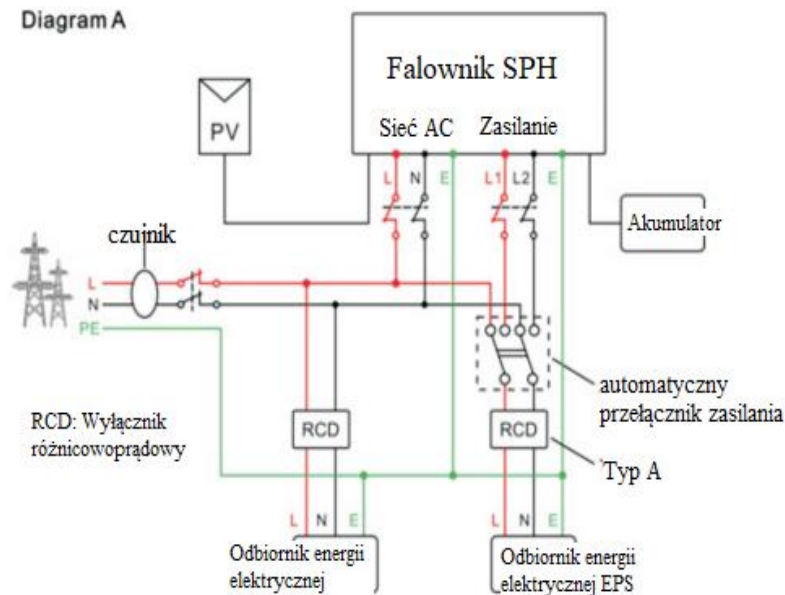 Diagram A
Falownik SPH
Sieć AC
Zasilanie
PV
L
N
E
L1
L2
E
Akumulator
czujnik
L
N
PE
automatyczny
przełącznik zasilania
RCD: Wyłącznik
różnicowoprądowy
RCD
RCD
Typ A
L
N
E
L
N
E
Odbiornik energii
elektrycznej
Odbiornik energii
elektrycznej EPS